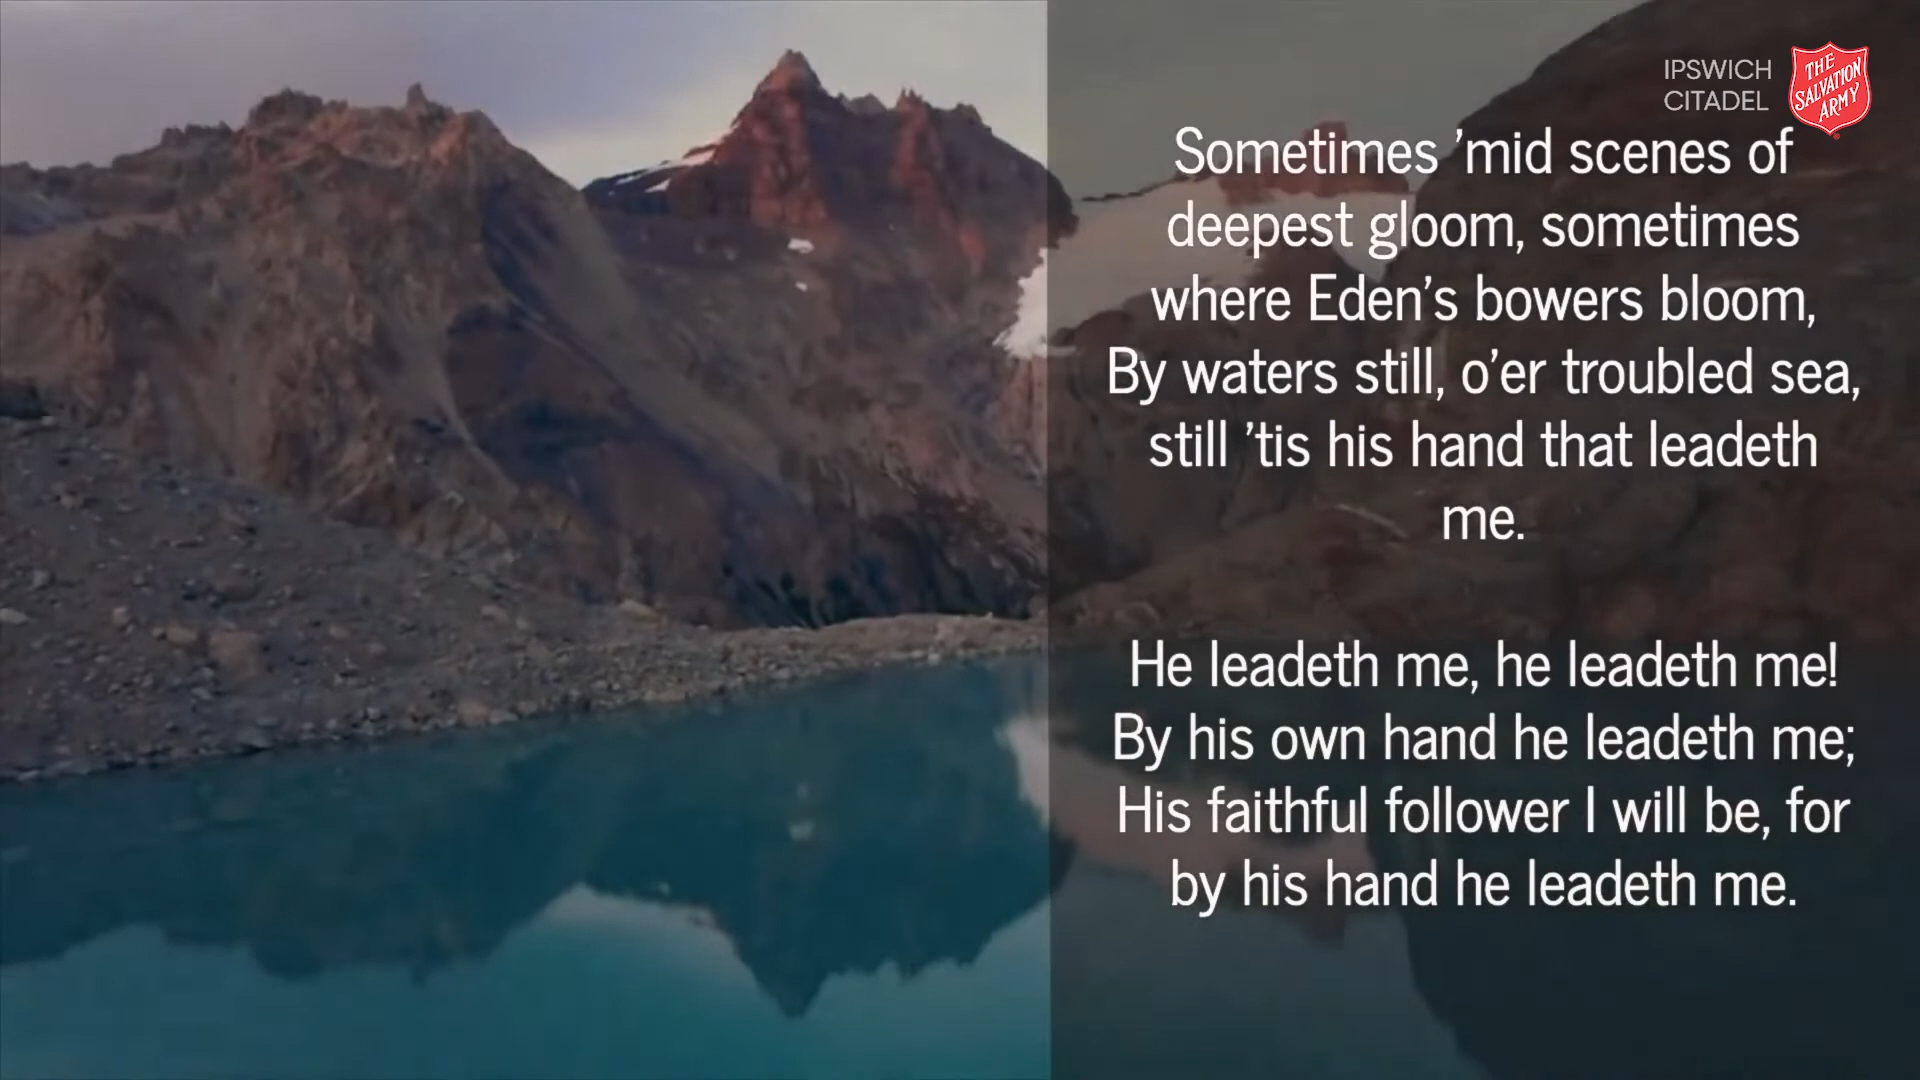 IPSWICH
CITADEL
THE
SALVATION
ARMY
Sometimes ’mid scenes of
deepest gloom, sometimes
where Eden’s bowers bloom,
By waters still, o’er troubled sea,
still ’tis his hand that leadeth
me.
He leadeth me, he leadeth me!
By his own hand he leadeth me;
His faithful follower I will be, for
by his hand he leadeth me.